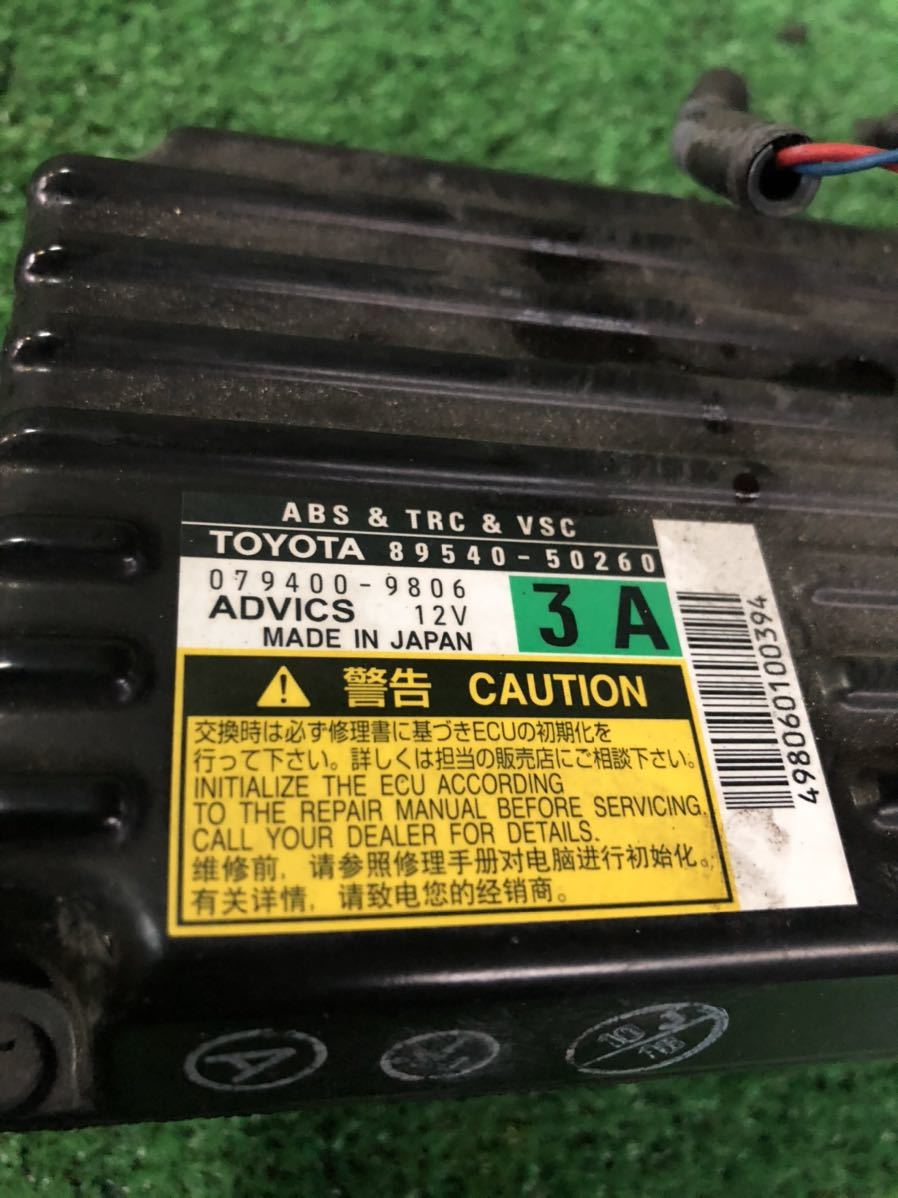 ABS & TRC & VSC
TOYOTA 89540-50260
079400-9806
ADVICS 12V
MADE IN JAPAN
3A
498060100394
警告 CAUTION
交換時は必ず修理書に基づきECUの初期化を
行って下さい。詳しくは担当の販売店にご相談下さい。
INITIALIZE THE ECU ACCORDING
TO THE REPAIR MANUAL BEFORE SERVICING.
CALL YOUR DEALER FOR DETAILS.
维修前，请参照修理手册对电脑进行初始化。
有关详情，请致电您的经销商。
A